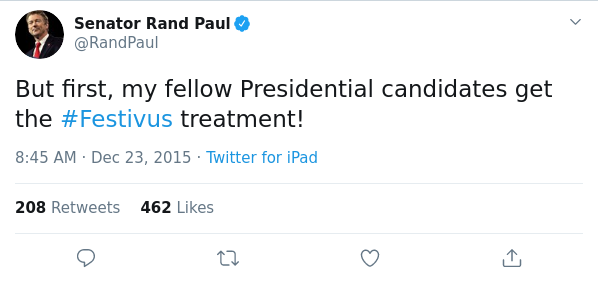 Senator Rand Paul
@RandPaul
But first, my fellow Presidential candidates get
the #Festivus treatment!
8:45 AM · Dec 23, 2015 · Twitter for iPad
208 Retweets 462 Likes